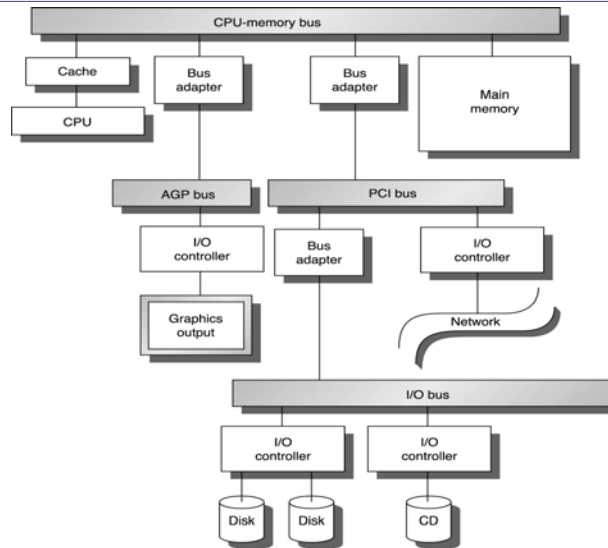 CPU-memory bus
Cache
Bus
adapter
Bus
adapter
Main
memory
CPU
AGP bus
PCI bus
I/O
controller
Bus
adapter
I/O
controller
Graphics
output
Network
I/O bus
I/O
controller
I/O
controller
Disk
Disk
CD